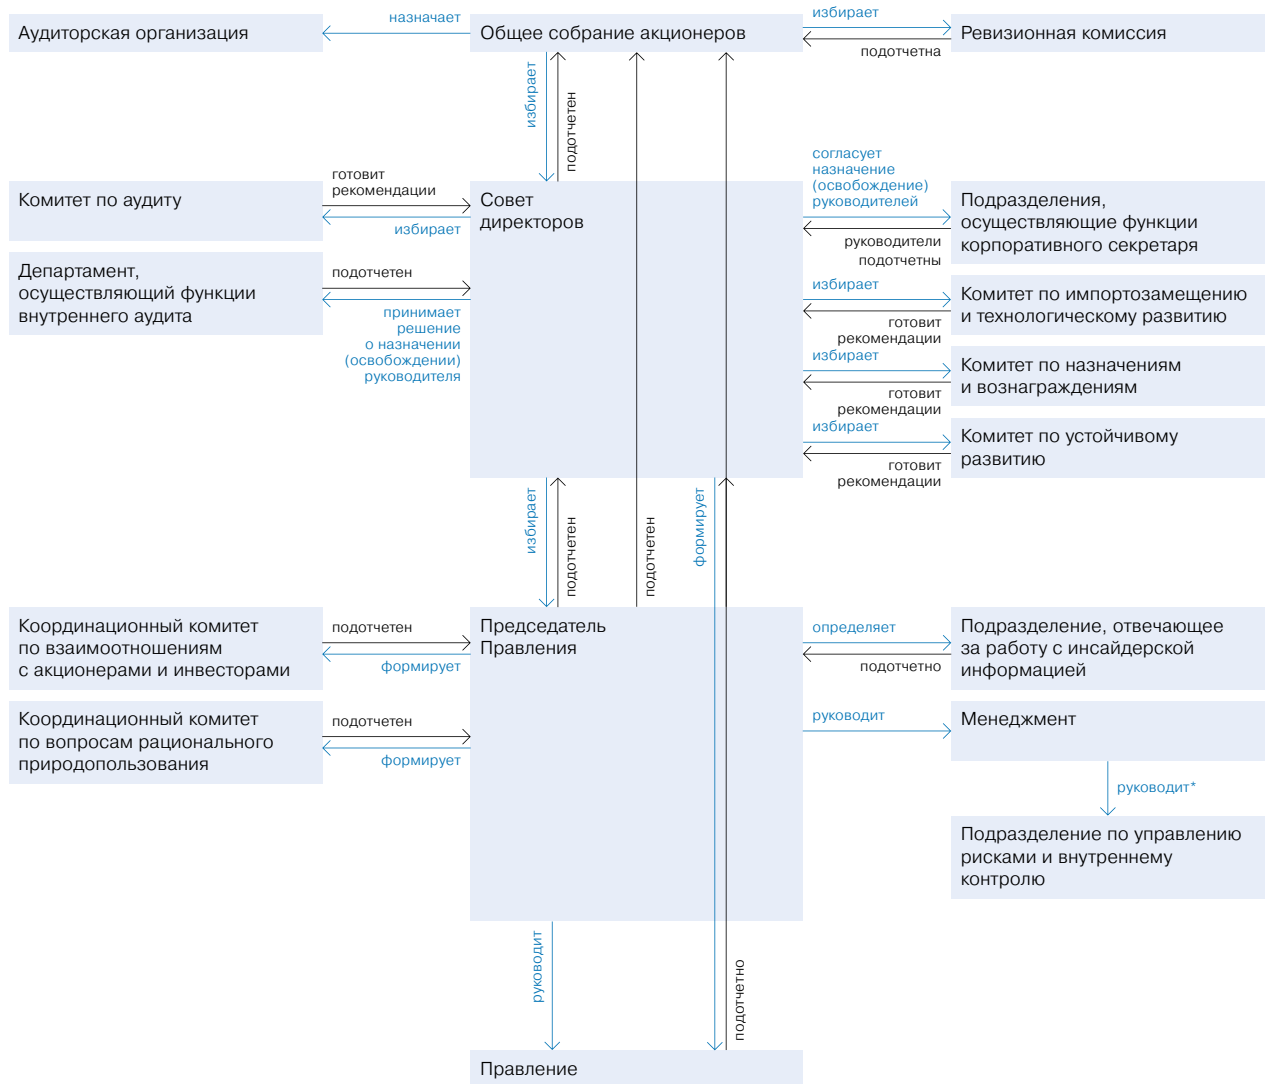 назначает
избирает
Аудиторская организация
Общее собрание акционеров
Ревизионная комиссия
подотчетна
избирает
подотчетен
готовит
рекомендации
Комитет по аудиту
избирает
Совет
директоров
согласует
назначение
(освобождение)
руководителей
Подразделения,
осуществляющие функции
корпоративного секретаря
руководители
подотчетны
Департамент,
осуществляющий функции
внутреннего аудита
подотчетен
принимает
решение
о назначении
(освобождении)
руководителя
избирает
Комитет по импортозамещению
и технологическому развитию
готовит
рекомендации
избирает
Комитет по назначениям
и вознаграждениям
готовит
рекомендации
избирает
Комитет по устойчивому
развитию
готовит
рекомендации
избирает
подотчетен
подотчетен
формирует
Координационный комитет
по взаимоотношениям
с акционерами и инвесторами
подотчетен
формирует
Председатель
Правления
определяет
подотчетно
Подразделение, отвечающее
за работу с инсайдерской
информацией
Координационный комитет
по вопросам рационального
природопользования
подотчетен
формирует
руководит
Менеджмент
руководит*
Подразделение по управлению
рисками и внутреннему
контролю
руководит
подотчетно
Правление